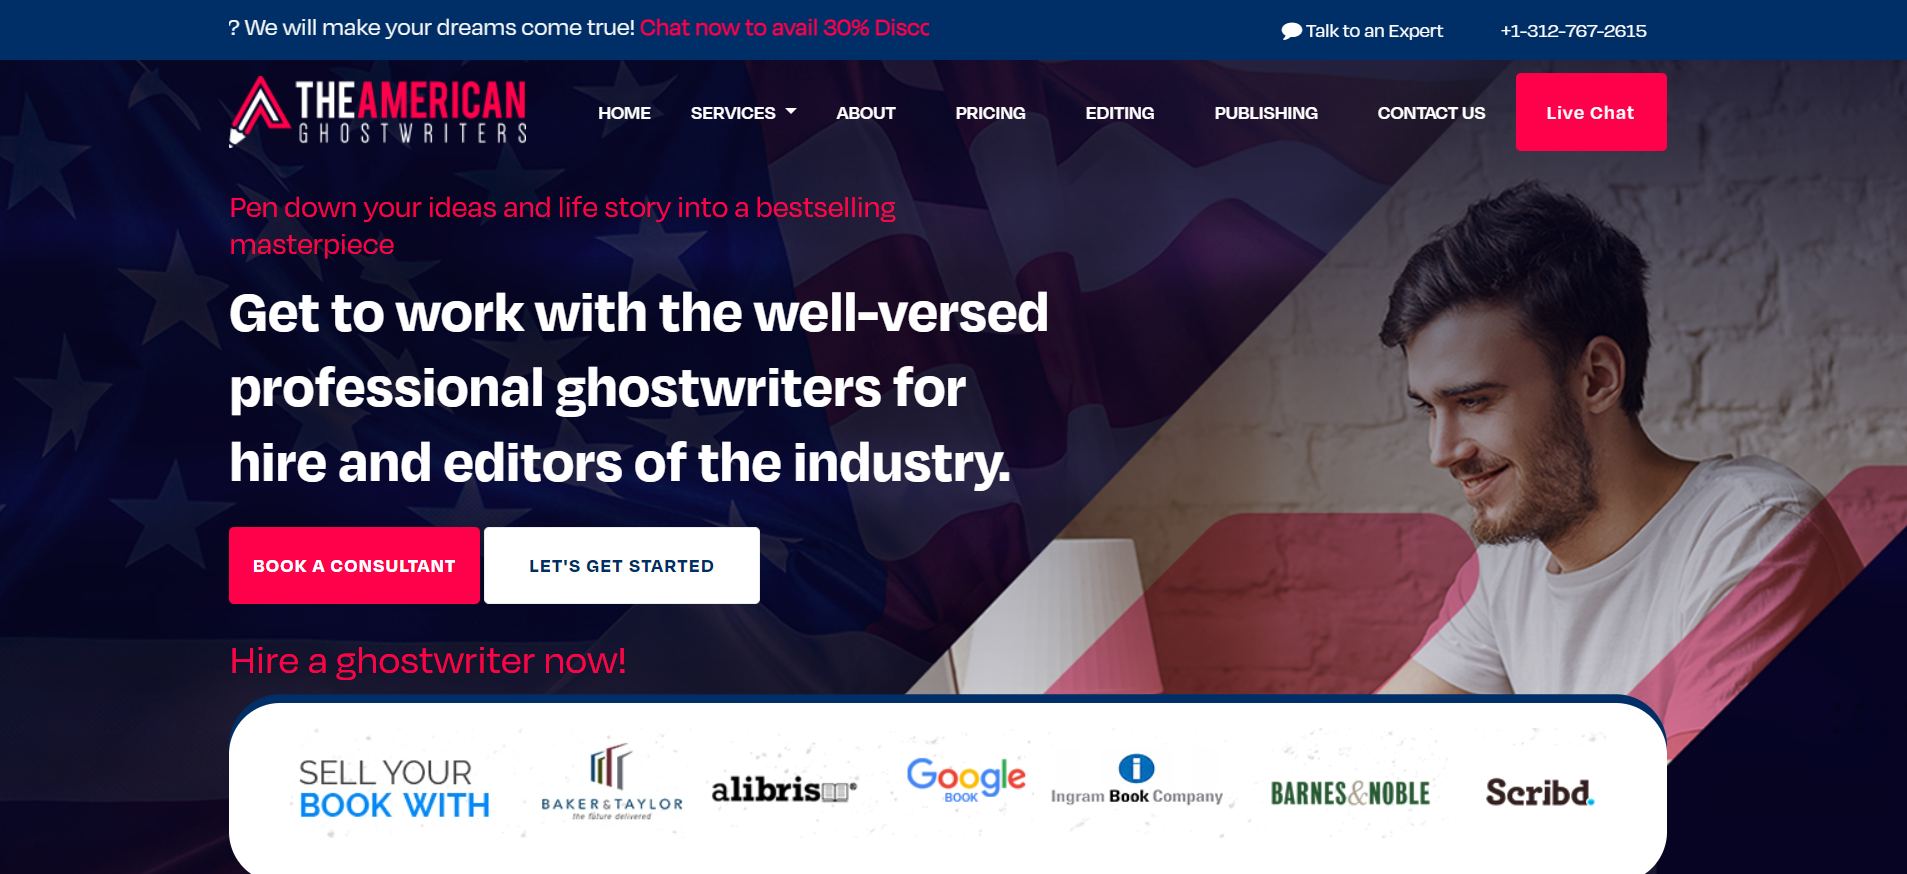 ? We will make your dreams come true! Chat now to avail 30%
Talk to an Expert
+1-312-767-2615
THE AMERICAN
GHOSTWRITERS
HOME
SERVICES
ABOUT
PRICING
EDITING
PUBLISHING
CONTACT US
Live Chat
Pen down your ideas and life story into a bestselling
masterpiece
Get to work with the well-versed
professional ghostwriters for
hire and editors of the industry.
BOOK A CONSULTANT
LET'S GET STARTED
Hire a ghostwriter now!
SELL YOUR
BOOK WITH
BAKER & TAYLOR
the future delivered
alibris
Google
BOOK
Ingram Book Company
BARNES&NOBLE
Scribd.